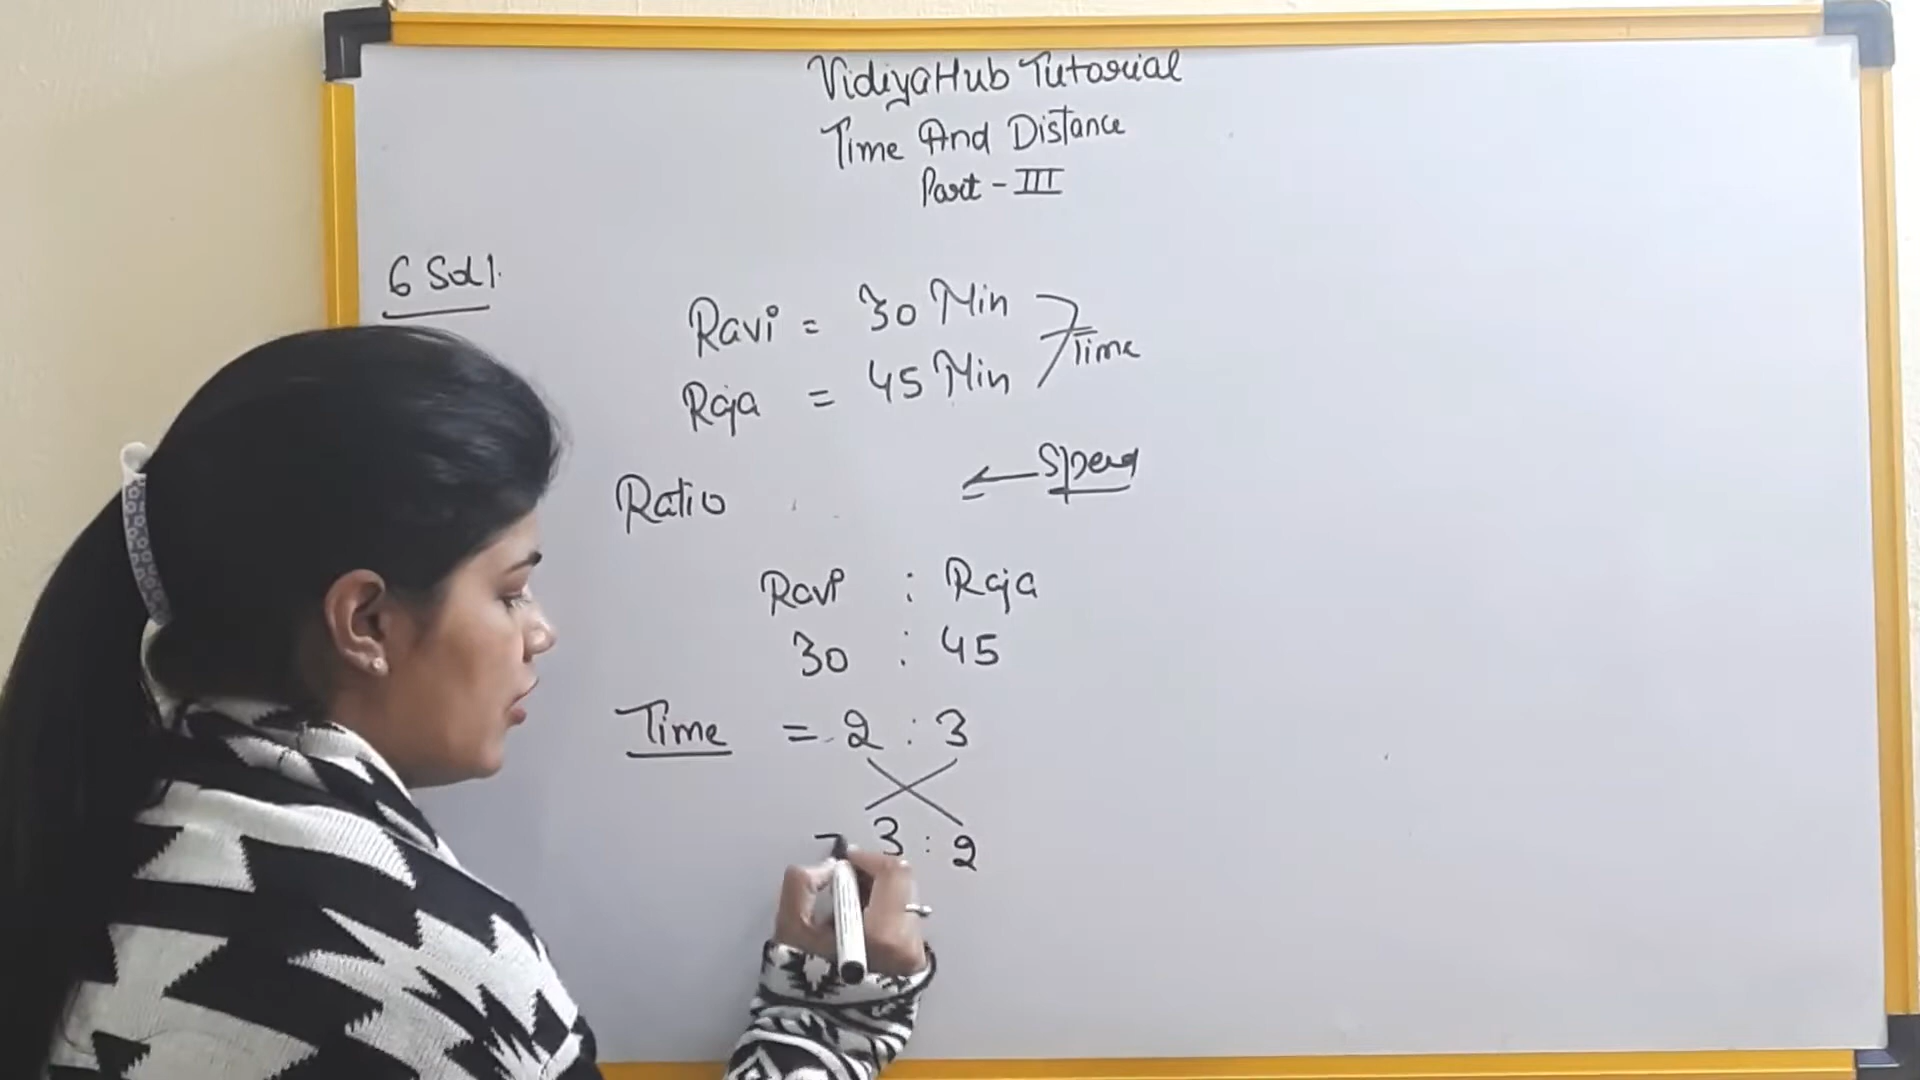 VidiyaHub Tutorial
Time And Distance
Part - III
6 Sol.
Ravi = 30 Min
Raja = 45 Min
Time
Ratio
Speed
Ravi : Raja
30 : 45
Time = 2 : 3
3 : 2